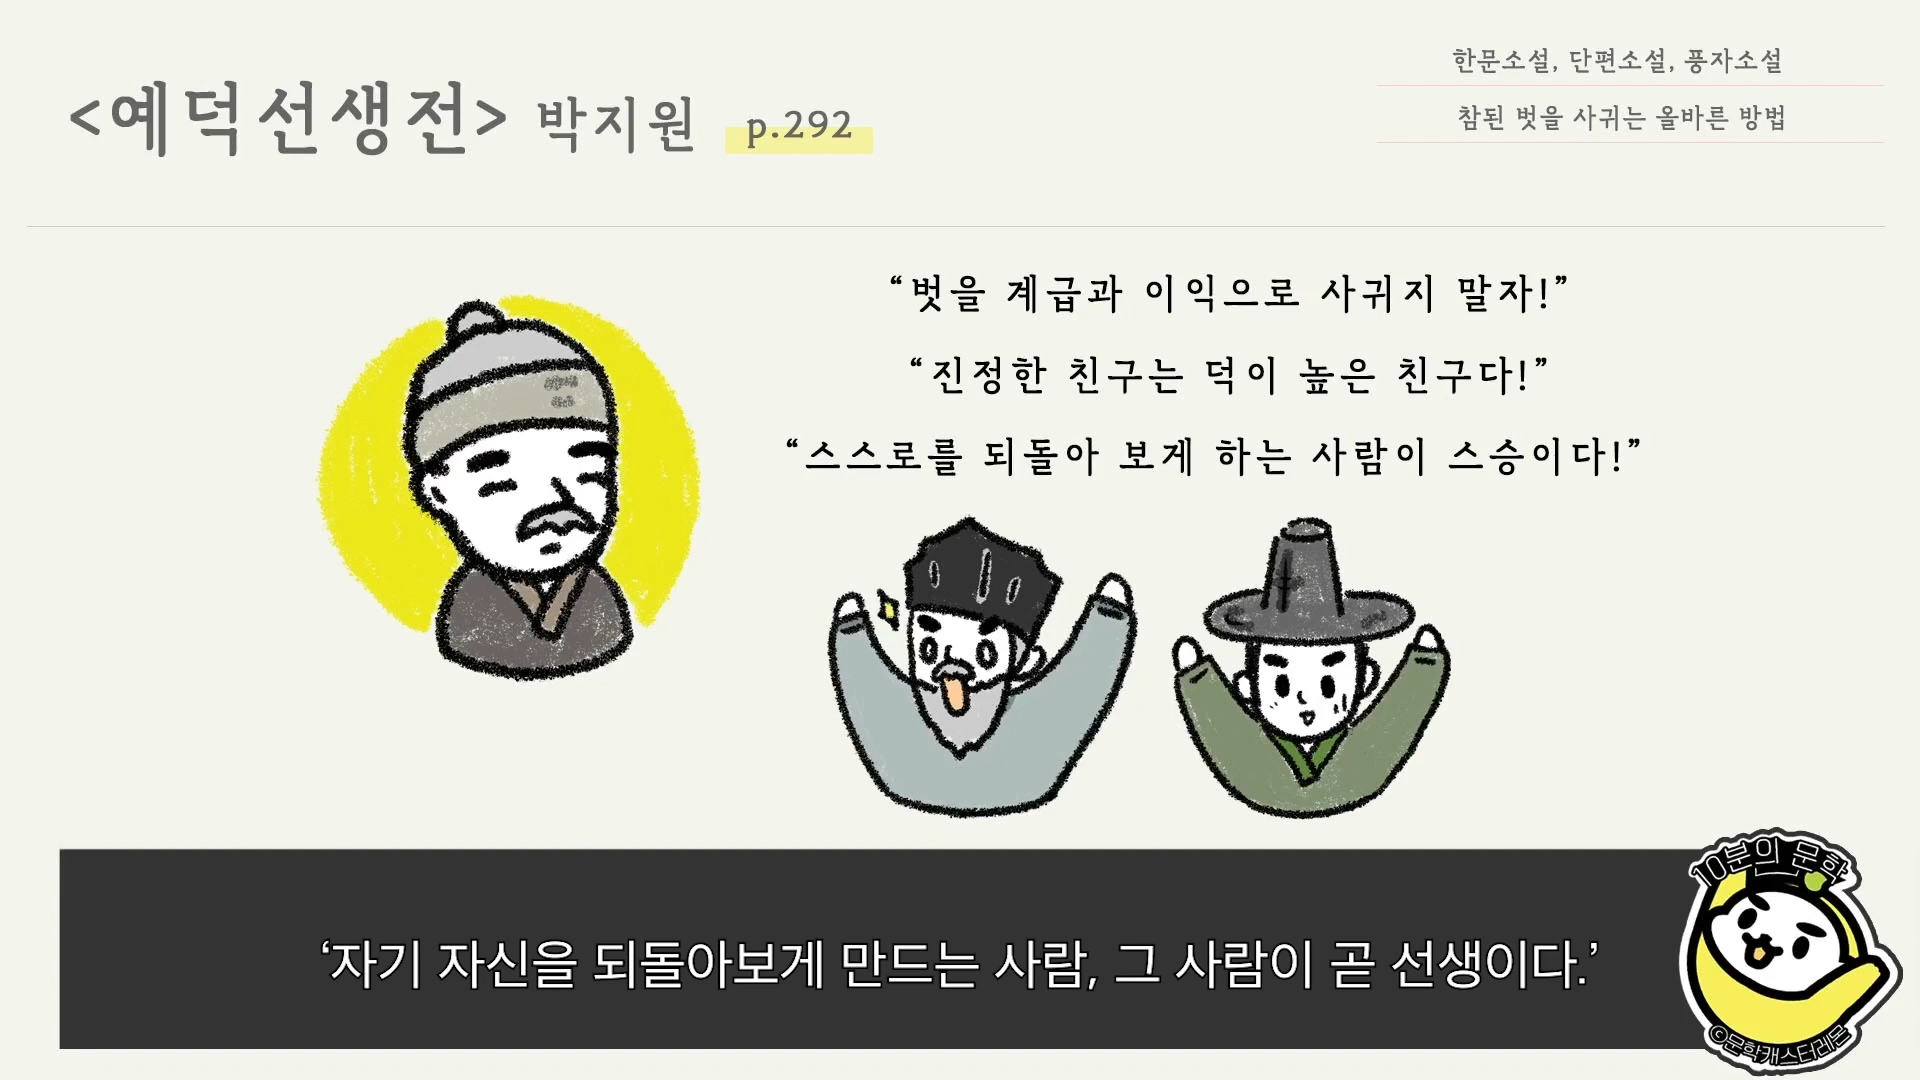 <예덕선생전> 박지원 p.292
한문소설, 단편소설, 풍자소설
참된 벗을 사귀는 올바른 방법
“벗을 계급과 이익으로 사귀지 말자!”
“진정한 친구는 덕이 높은 친구다!”
“스스로를 되돌아 보게 하는 사람이 스승이다!”
‘자기 자신을 되돌아보게 만드는 사람, 그 사람이 곧 선생이다.’
10분의 문학
©문학캐스터레몬